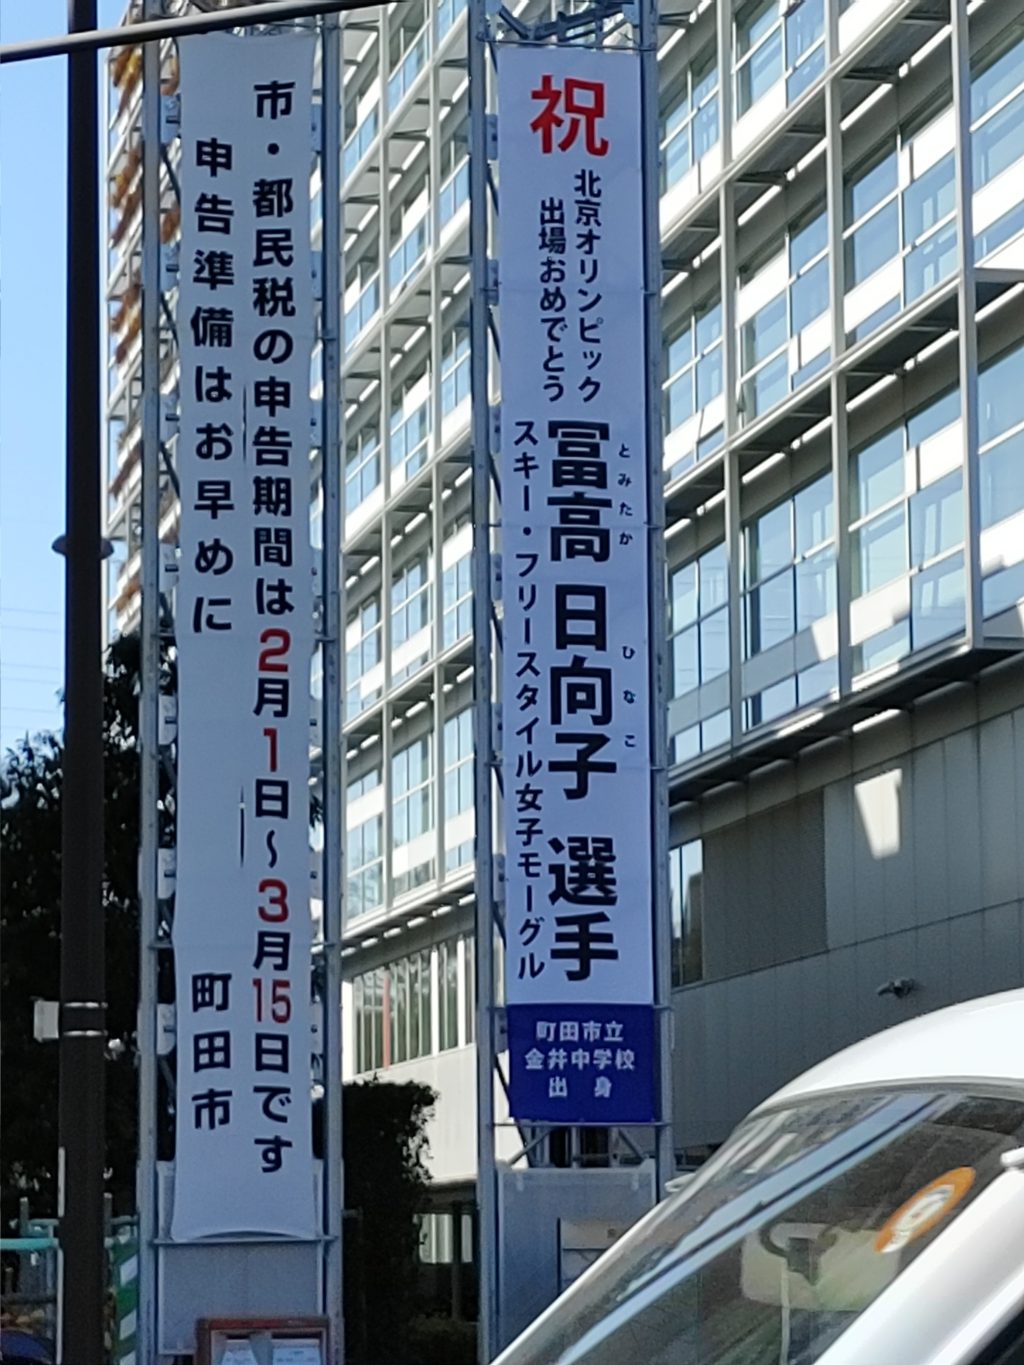 市・都民税の申告期間は2月1日～3月15日です
申告準備はお早めに　町田市
祝
北京オリンピック
出場おめでとう
とみたか　ひなこ
冨高 日向子 選手
スキー・フリースタイル女子モーグル
町田市立
金井中学校
出身